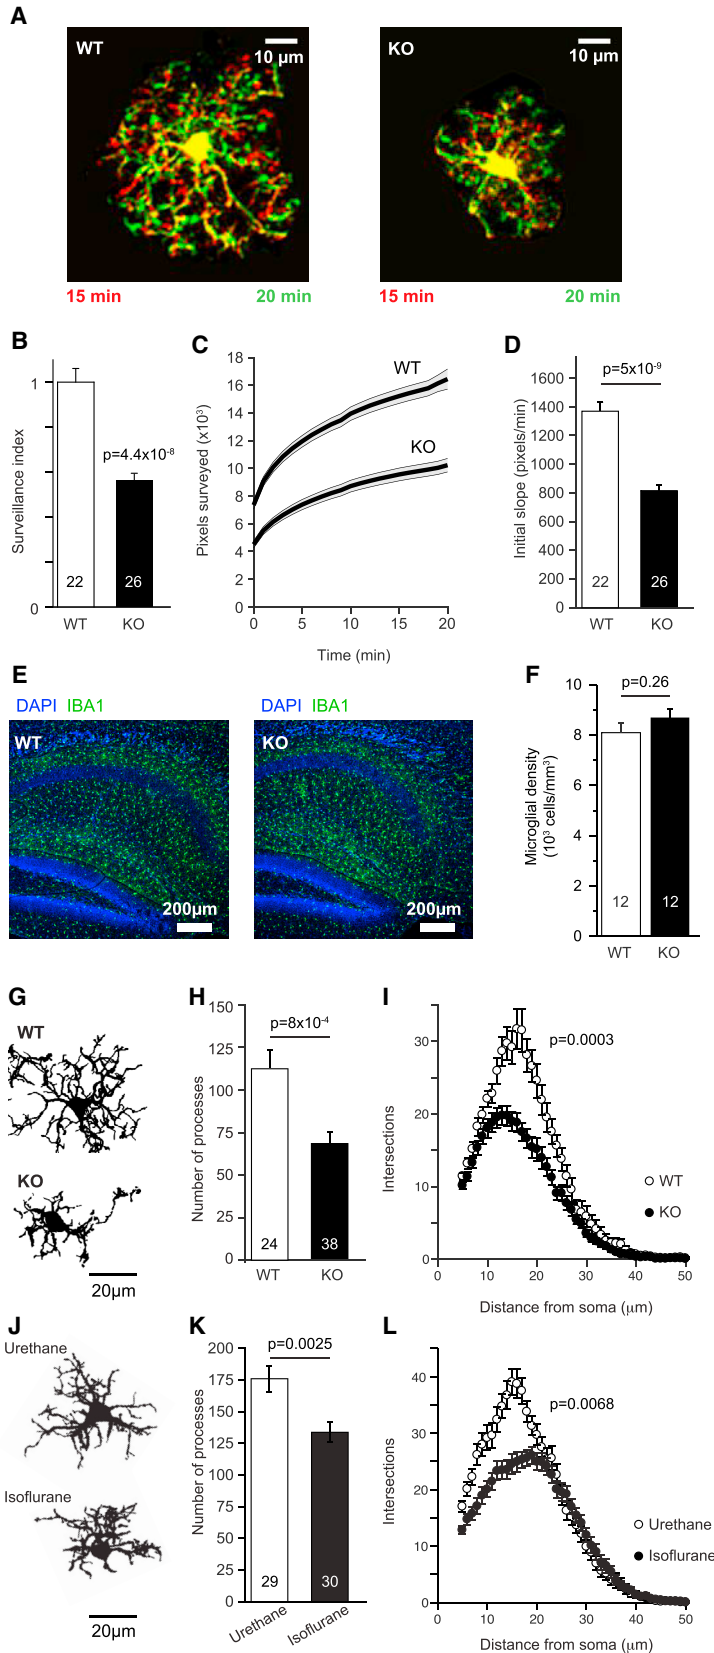 A
WT
10 µm
KO
10 µm
15 min
20 min
15 min
20 min
B
Surveillance index
1
0
p=4.4x10-8
22
26
WT
KO
C
Pixels surveyed (x10³)
18
16
14
12
10
8
6
4
2
0
WT
KO
0
5
10
15
20
Time (min)
D
Initial slope (pixels/min)
1600
1400
1200
1000
800
600
400
200
0
p=5x10-9
22
26
WT
KO
E
DAPI IBA1
WT
200µm
DAPI IBA1
KO
200µm
F
Microglial density
(10³ cells/mm³)
10
8
6
4
2
0
p=0.26
12
12
WT
KO
G
WT
KO
20µm
H
Number of processes
150
125
100
75
50
25
0
p=8x10-4
24
38
WT
KO
I
Intersections
30
20
10
0
p=0.0003
WT
KO
0
10
20
30
40
50
Distance from soma (µm)
J
Urethane
Isoflurane
20µm
K
Number of processes
200
175
150
125
100
75
50
25
0
p=0.0025
29
30
Urethane
Isoflurane
L
Intersections
40
30
20
10
0
p=0.0068
Urethane
Isoflurane
0
10
20
30
40
50
Distance from soma (µm)